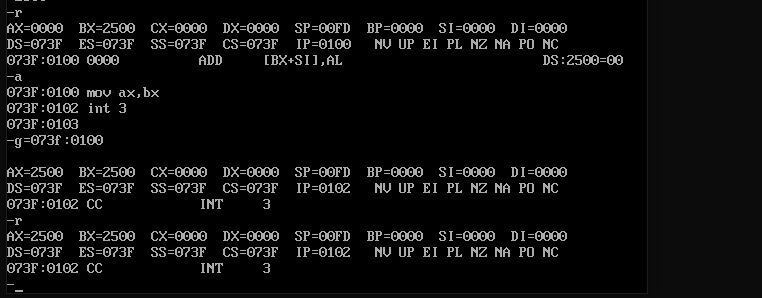 -r
AX=0000  BX=2500  CX=0000  DX=0000  SP=00FD  BP=0000  SI=0000  DI=0000
DS=073F  ES=073F  SS=073F  CS=073F  IP=0100   NV UP EI PL NZ NA PO NC
073F:0100 0000          ADD     [BX+SI],AL                         DS:2500=00
-a
073F:0100 mov ax,bx
073F:0102 int 3
073F:0103
-g=073f:0100
AX=2500  BX=2500  CX=0000  DX=0000  SP=00FD  BP=0000  SI=0000  DI=0000
DS=073F  ES=073F  SS=073F  CS=073F  IP=0102   NV UP EI PL NZ NA PO NC
073F:0102 CC            INT     3
-r
AX=2500  BX=2500  CX=0000  DX=0000  SP=00FD  BP=0000  SI=0000  DI=0000
DS=073F  ES=073F  SS=073F  CS=073F  IP=0102   NV UP EI PL NZ NA PO NC
073F:0102 CC            INT     3
-_